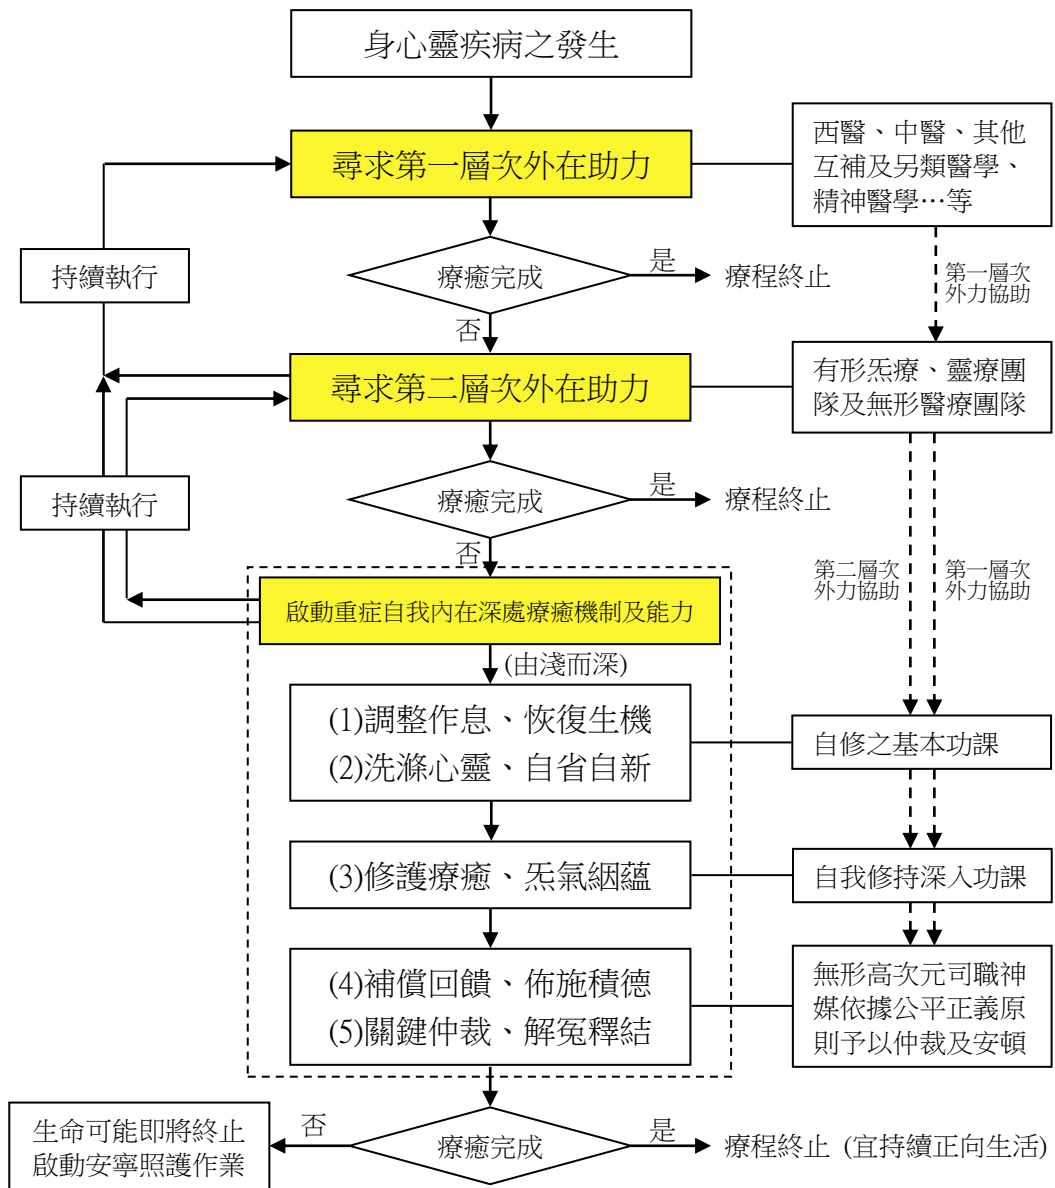 身心靈疾病之發生
尋求第一層次外在助力
西醫、中醫、其他
互補及另類醫學、
精神醫學…等
持續執行
療癒完成
是
療程終止
第一層次
外力協助
否
尋求第二層次外在助力
有形炁療、靈療團
隊及無形醫療團隊
持續執行
療癒完成
是
療程終止
否
第二層次
外力協助
第一層次
外力協助
啟動重症自我內在深處療癒機制及能力
(由淺而深)
(1)調整作息、恢復生機
(2)洗滌心靈、自省自新
自修之基本功課
(3)修護療癒、炁氣絪蘊
自我修持深入功課
(4)補償回饋、佈施積德
(5)關鍵仲裁、解冤釋結
無形高次元司職神
媒依據公平正義原
則予以仲裁及安頓
生命可能即將終止
啟動安寧照護作業
否
療癒完成
是
療程終止 (宜持續正向生活)